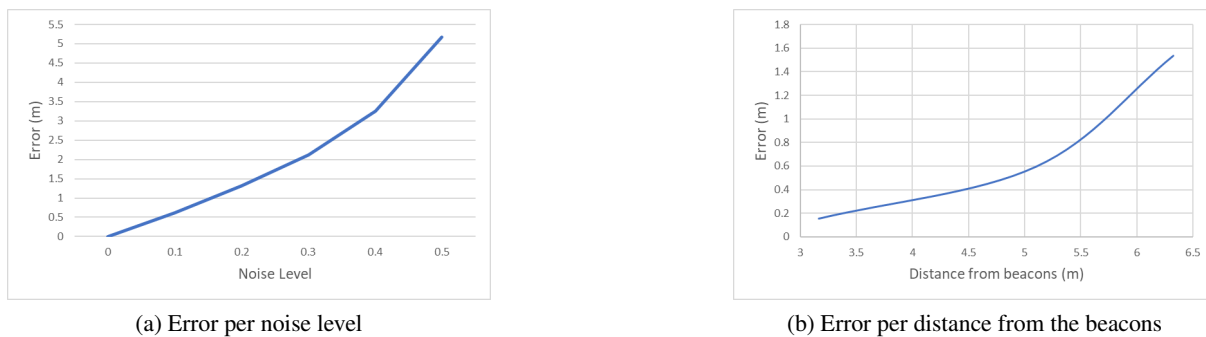 5.5
5
4.5
4
3.5
3
2.5
2
1.5
1
0.5
0
Error (m)
0 0.1 0.2 0.3 0.4 0.5
Noise Level
(a) Error per noise level
1.8
1.6
1.4
1.2
1
0.8
0.6
0.4
0.2
0
Error (m)
3 3.5 4 4.5 5 5.5 6 6.5
Distance from beacons (m)
(b) Error per distance from the beacons